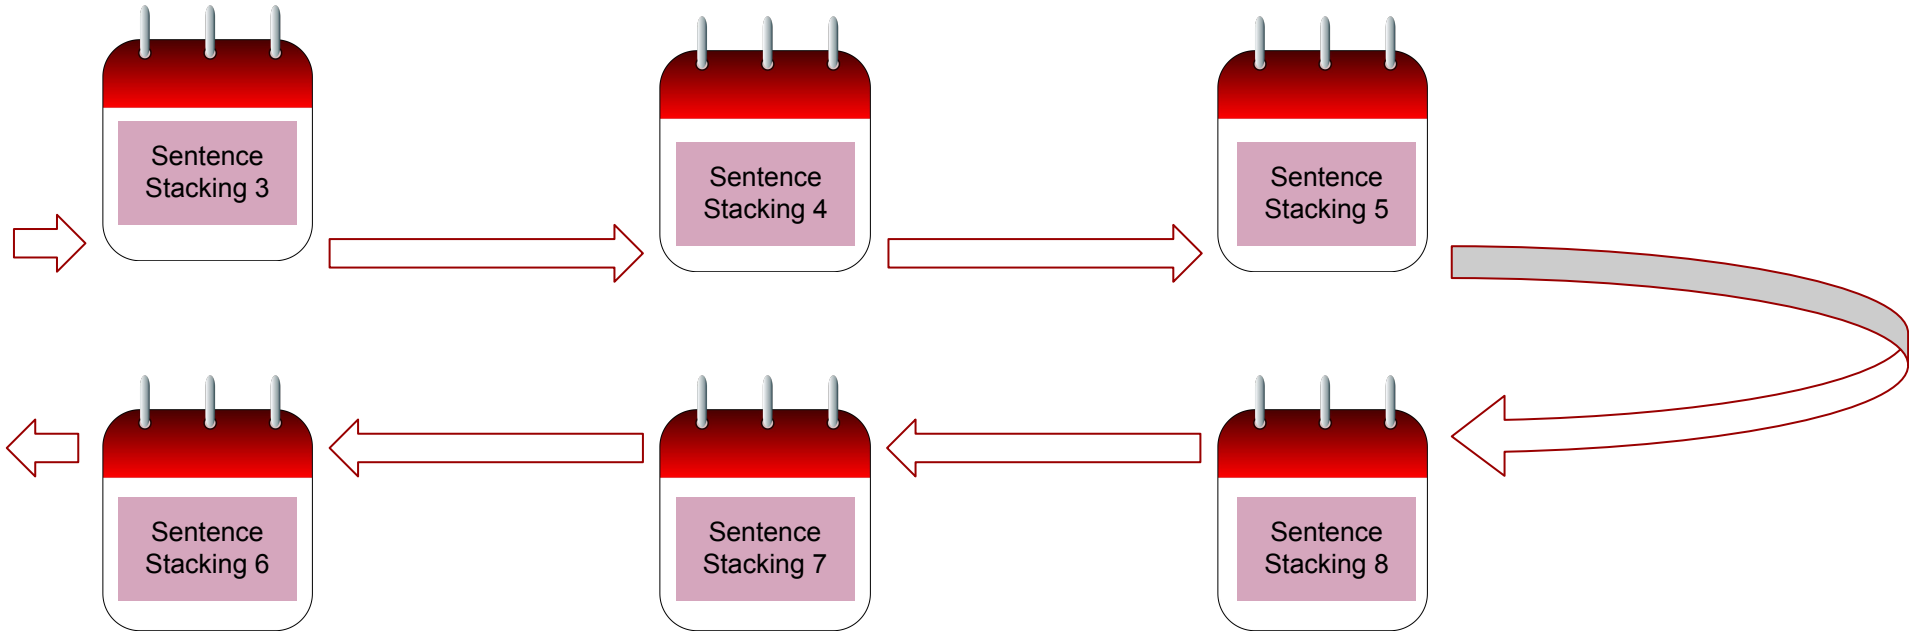 Sentence
Stacking 3
Sentence
Stacking 4
Sentence
Stacking 5
Sentence
Stacking 6
Sentence
Stacking 7
Sentence
Stacking 8